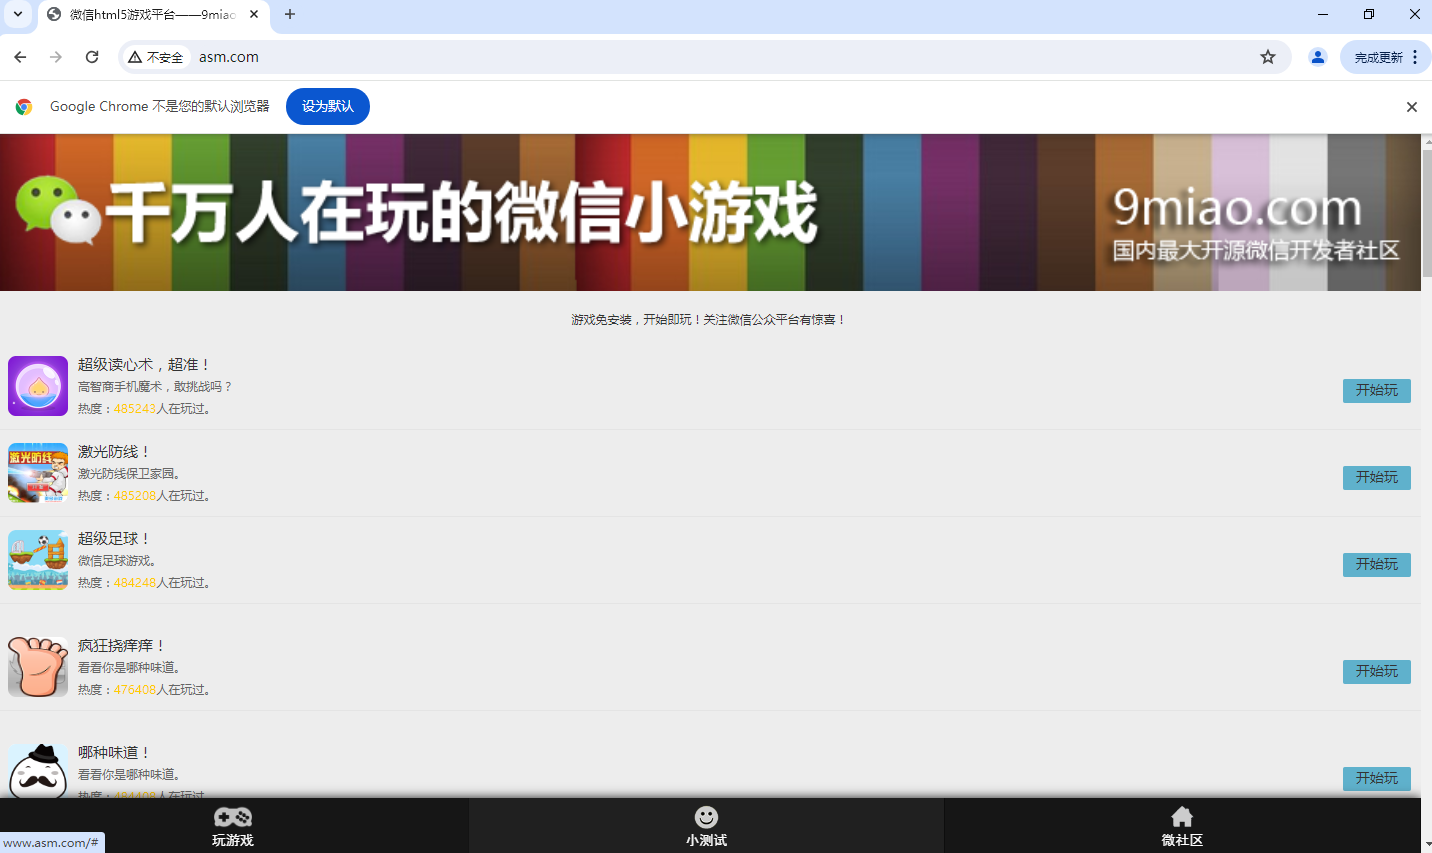 微信html5游戏平台——9miao
不安全
asm.com
完成更新
Google Chrome 不是您的默认浏览器
设为默认
千万人在玩的微信小游戏
9miao.com
国内最大开源微信开发者社区
游戏免安装，开始即玩！关注微信公众平台有惊喜！
超级读心术，超准！
高智商手机魔术，敢挑战吗？
热度：485243人在玩过。
开始玩
激光防线
激光防线！
激光防线保卫家园。
热度：485208人在玩过。
开始玩
超级足球！
微信足球游戏。
热度：484248人在玩过。
开始玩
疯狂挠痒痒！
看看你是哪种味道。
热度：476408人在玩过。
开始玩
哪种味道！
看看你是哪种味道。
热度：484408人在玩过
开始玩
玩游戏
小测试
微社区
www.asm.com/#